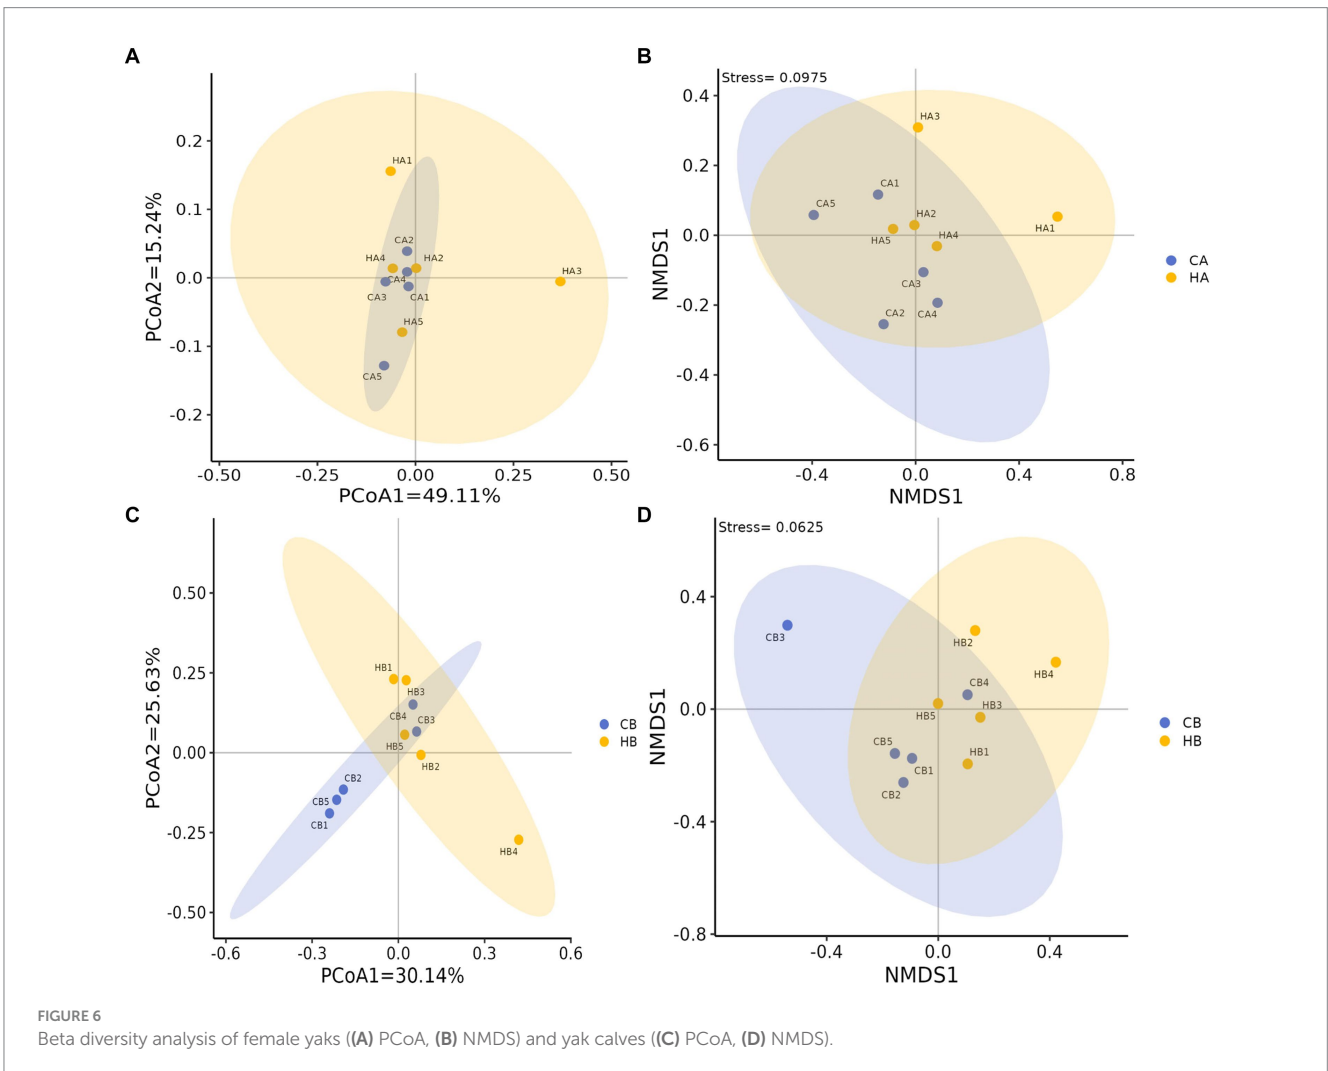 A
PCoA2=15.24%
0.2
0.1
0.0
-0.1
-0.2
HA1
CA2
HA4
HA2
CA4
HA3
CA3
CA1
HA5
CA5
-0.50
-0.25
0.00
0.25
0.50
PCoA1=49.11%
B
Stress= 0.0975
NMDS1
0.4
0.2
0.0
-0.2
-0.4
-0.6
HA3
CA1
CA5
HA2
HA1
HA5
HA4
CA3
CA2
CA4
-0.4
0.0
0.4
0.8
NMDS1
CA
HA
C
PCoA2=25.63%
0.50
0.25
0.00
-0.25
-0.50
HB1
HB3
CB4
CB3
HB5
HB2
CB2
CB5
CB1
HB4
-0.6
-0.3
0.0
0.3
0.6
PCoA1=30.14%
CB
HB
D
Stress= 0.0625
NMDS1
0.4
0.0
-0.4
-0.8
CB3
HB2
HB4
CB4
HB3
HB5
CB5
HB1
CB1
CB2
-0.4
0.0
0.4
NMDS1
CB
HB
FIGURE 6
Beta diversity analysis of female yaks ((A) PCoA, (B) NMDS) and yak calves ((C) PCoA, (D) NMDS).